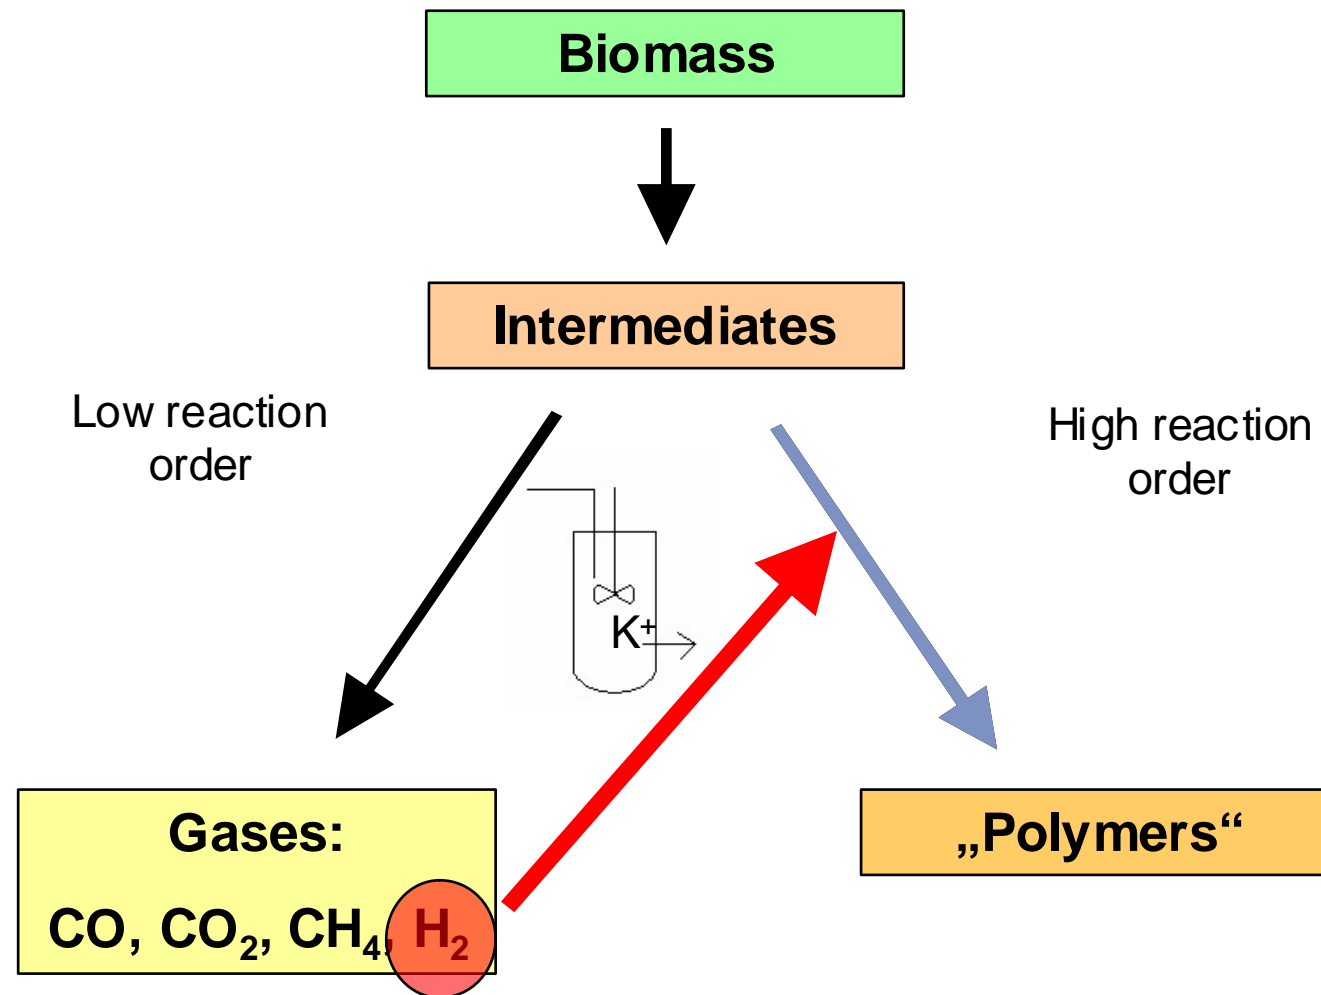 Biomass
Intermediates
Low reaction
order
High reaction
order
K⁺
Gases:
CO, CO₂, CH₄, H₂
„Polymers“